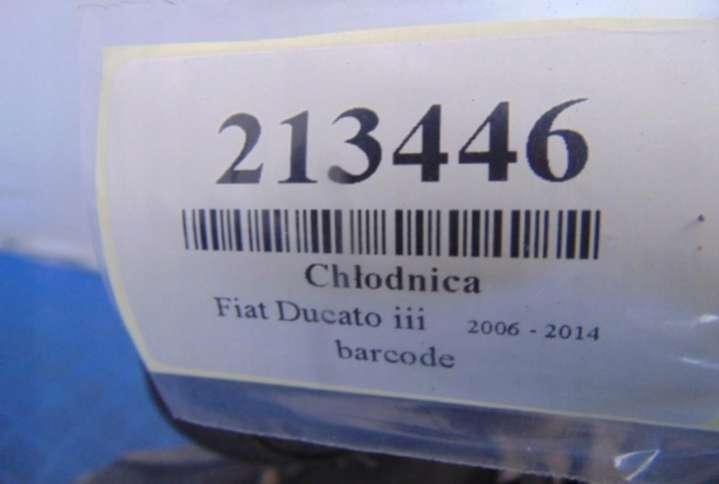 213446
Chłodnica
Fiat Ducato iii 2006 - 2014
barcode